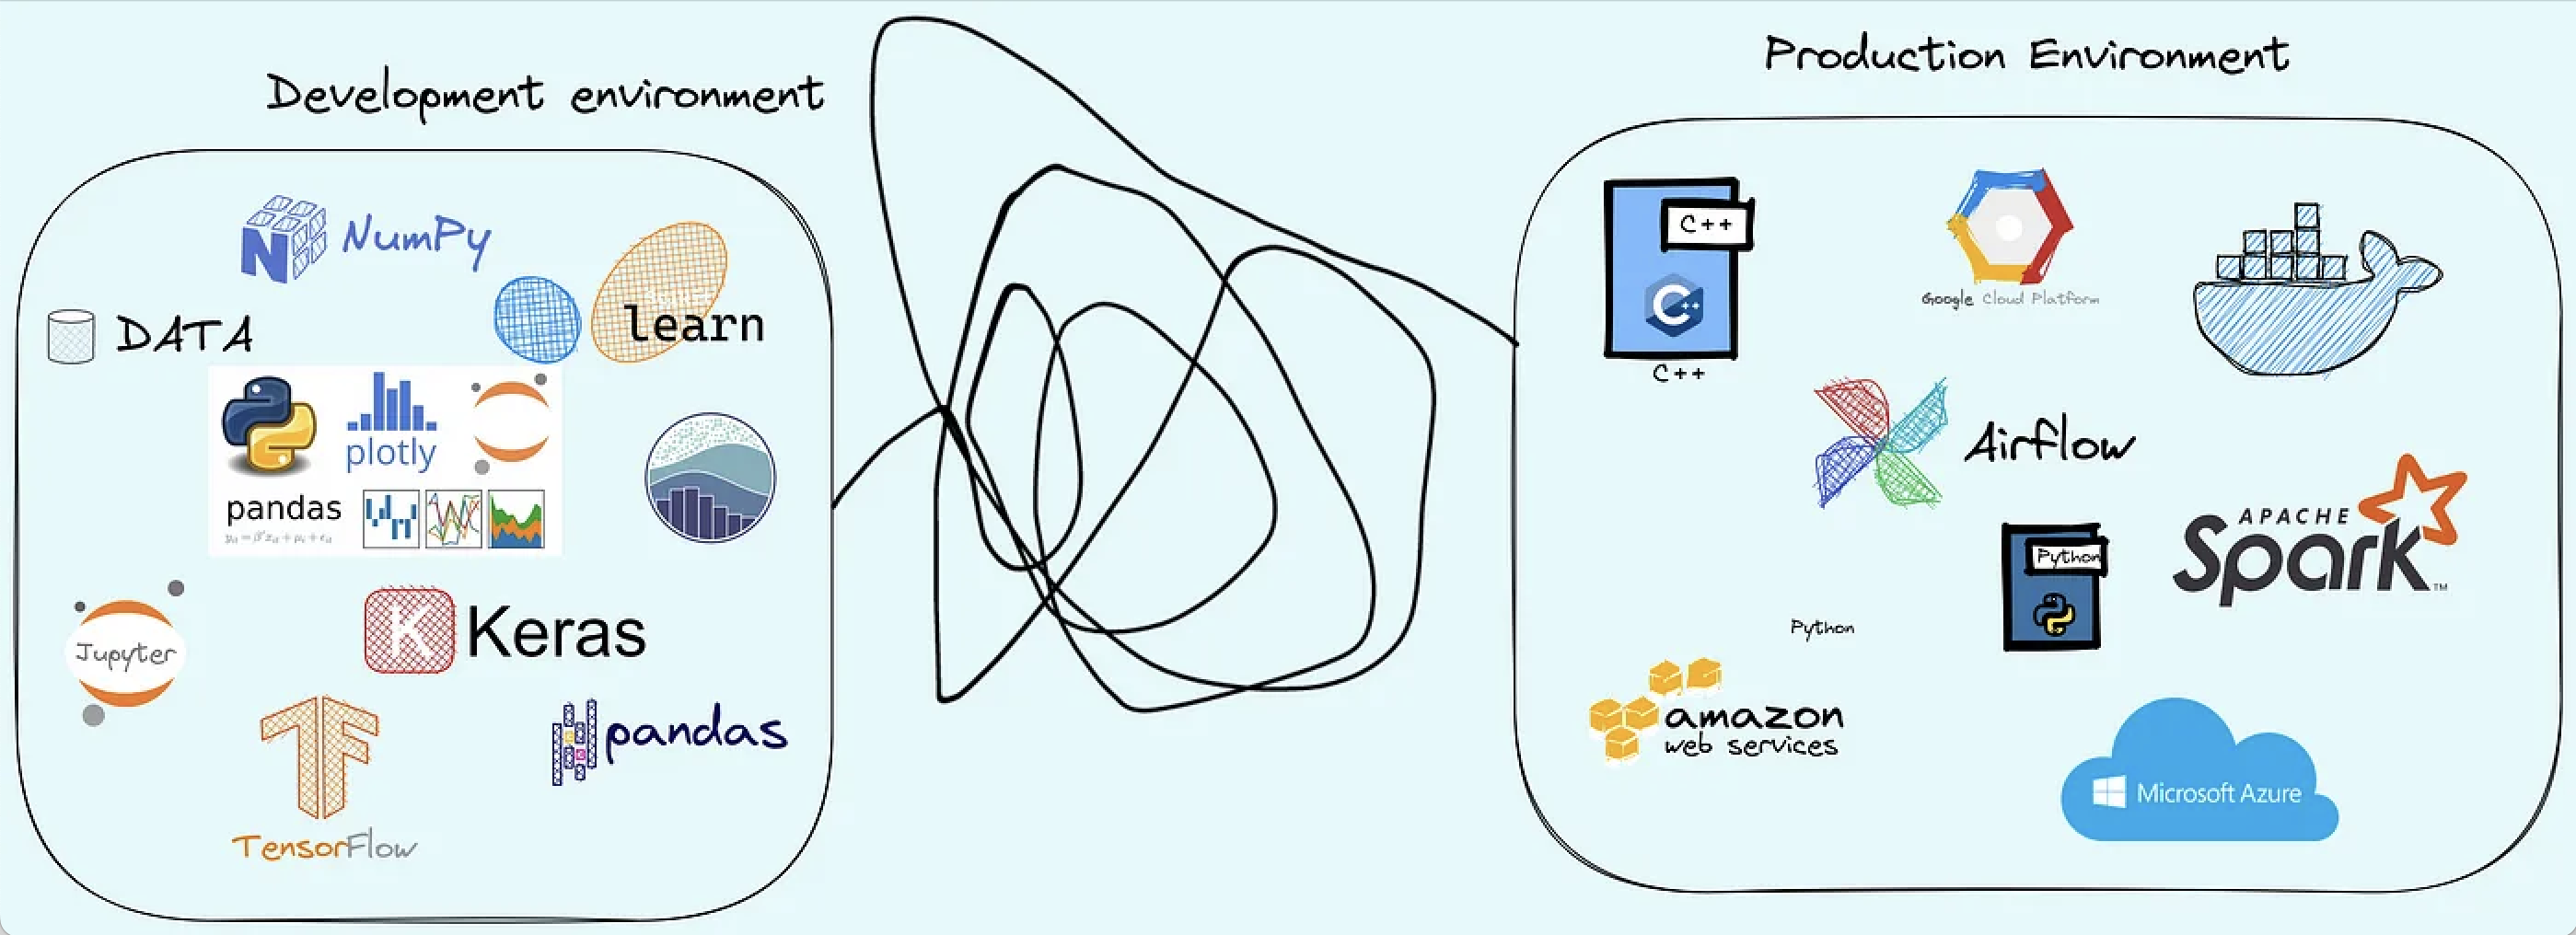 Development environment
Production Environment
NumPy
learn
DATA
plotly
pandas
Jupyter
K Keras
pandas
TensorFlow
C++
C++
C++
Google Cloud Platform
Airflow
APACHE
Spark™
Python
Python
amazon
web services
Microsoft Azure